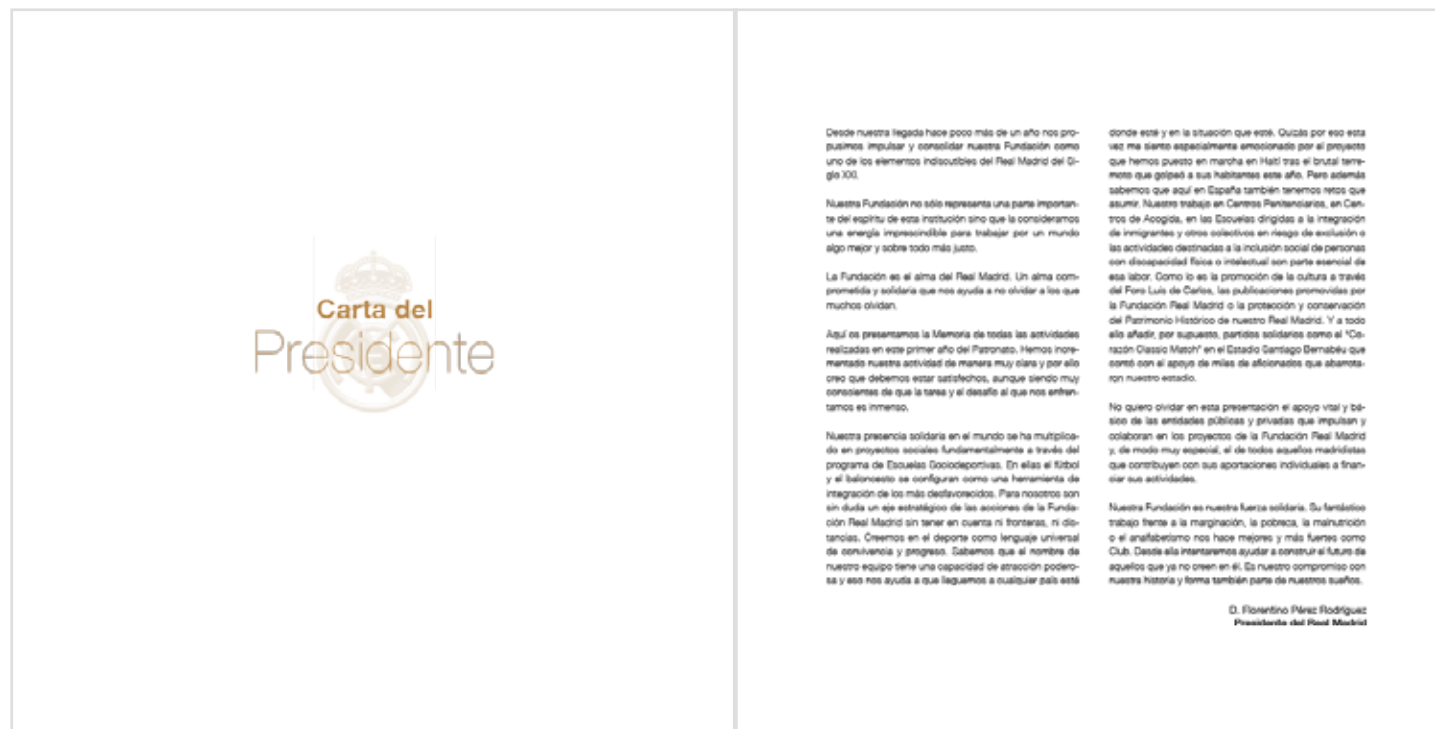 Carta del
Presidente
Desde nuestra llegada hace poco más de un año nos pro-
pusimos impulsar y consolidar nuestra Fundación como
uno de los elementos indiscutibles del Real Madrid del Si-
glo XXI.
Nuestra Fundación no sólo representa una parte importan-
te del espíritu de esta institución sino que la consideramos
una energía imprescindible para trabajar por un mundo
algo mejor y sobre todo más justo.
La Fundación es el alma del Real Madrid. Un alma com-
prometida y solidaria que nos ayuda a no olvidar a los que
muchos olvidan.
Aquí os presentamos la Memoria de todas las actividades
realizadas en este primer año del Patronato. Hemos incre-
mentado nuestra actividad de manera muy clara y por ello
creo que debemos estar satisfechos, aunque siendo muy
conscientes de que la tarea y el desafío al que nos enfren-
tamos es inmenso.
Nuestra presencia solidaria en el mundo se ha multiplica-
do en proyectos sociales fundamentalmente a través del
programa de Escuelas Sociodeportivas. En ellas el fútbol
y el baloncesto se configuran como una herramienta de
integración de los más desfavorecidos. Para nosotros son
sin duda un eje estratégico de las acciones de la Funda-
ción Real Madrid sin tener en cuenta ni fronteras, ni dis-
tancias. Creemos en el deporte como lenguaje universal
de convivencia y progreso. Sabemos que el nombre de
nuestro equipo tiene una capacidad de atracción podero-
sa y eso nos ayuda a que lleguemos a cualquier país esté
donde esté y en la situación que esté. Quizás por eso esta
vez me siento especialmente emocionado por el proyecto
que hemos puesto en marcha en Haití tras el brutal terre-
moto que golpeó a sus habitantes este año. Pero además
sabemos que aquí en España también tenemos retos que
asumir. Nuestro trabajo en Centros Penitenciarios, en Cen-
tros de Acogida, en las Escuelas dirigidas a la integración
de inmigrantes y otros colectivos en riesgo de exclusión o
las actividades destinadas a la inclusión social de personas
con discapacidad física o intelectual son parte esencial de
esa labor. Como lo es la promoción de la cultura a través
del Foro Luis de Carlos, las publicaciones promovidas por
la Fundación Real Madrid o la protección y conservación
del Patrimonio Histórico de nuestro Real Madrid. Y a todo
ello añadir, por supuesto, partidos solidarios como el "Co-
razón Classic Match" en el Estadio Santiago Bernabéu que
contó con el apoyo de miles de aficionados que abarrota-
ron nuestro estadio.
No quiero olvidar en esta presentación el apoyo vital y bá-
sico de las entidades públicas y privadas que impulsan y
colaboran en los proyectos de la Fundación Real Madrid
y, de modo muy especial, el de todos aquellos madridistas
que contribuyen con sus aportaciones individuales a finan-
ciar sus actividades.
Nuestra Fundación es nuestra fuerza solidaria. Su fantástico
trabajo frente a la marginación, la pobreza, la malnutrición
o el analfabetismo nos hace mejores y más fuertes como
Club. Desde ella intentaremos ayudar a construir el futuro de
aquellos que ya no creen en él. Es nuestro compromiso con
nuestra historia y forma también parte de nuestros sueños.
D. Florentino Pérez Rodríguez
Presidente del Real Madrid